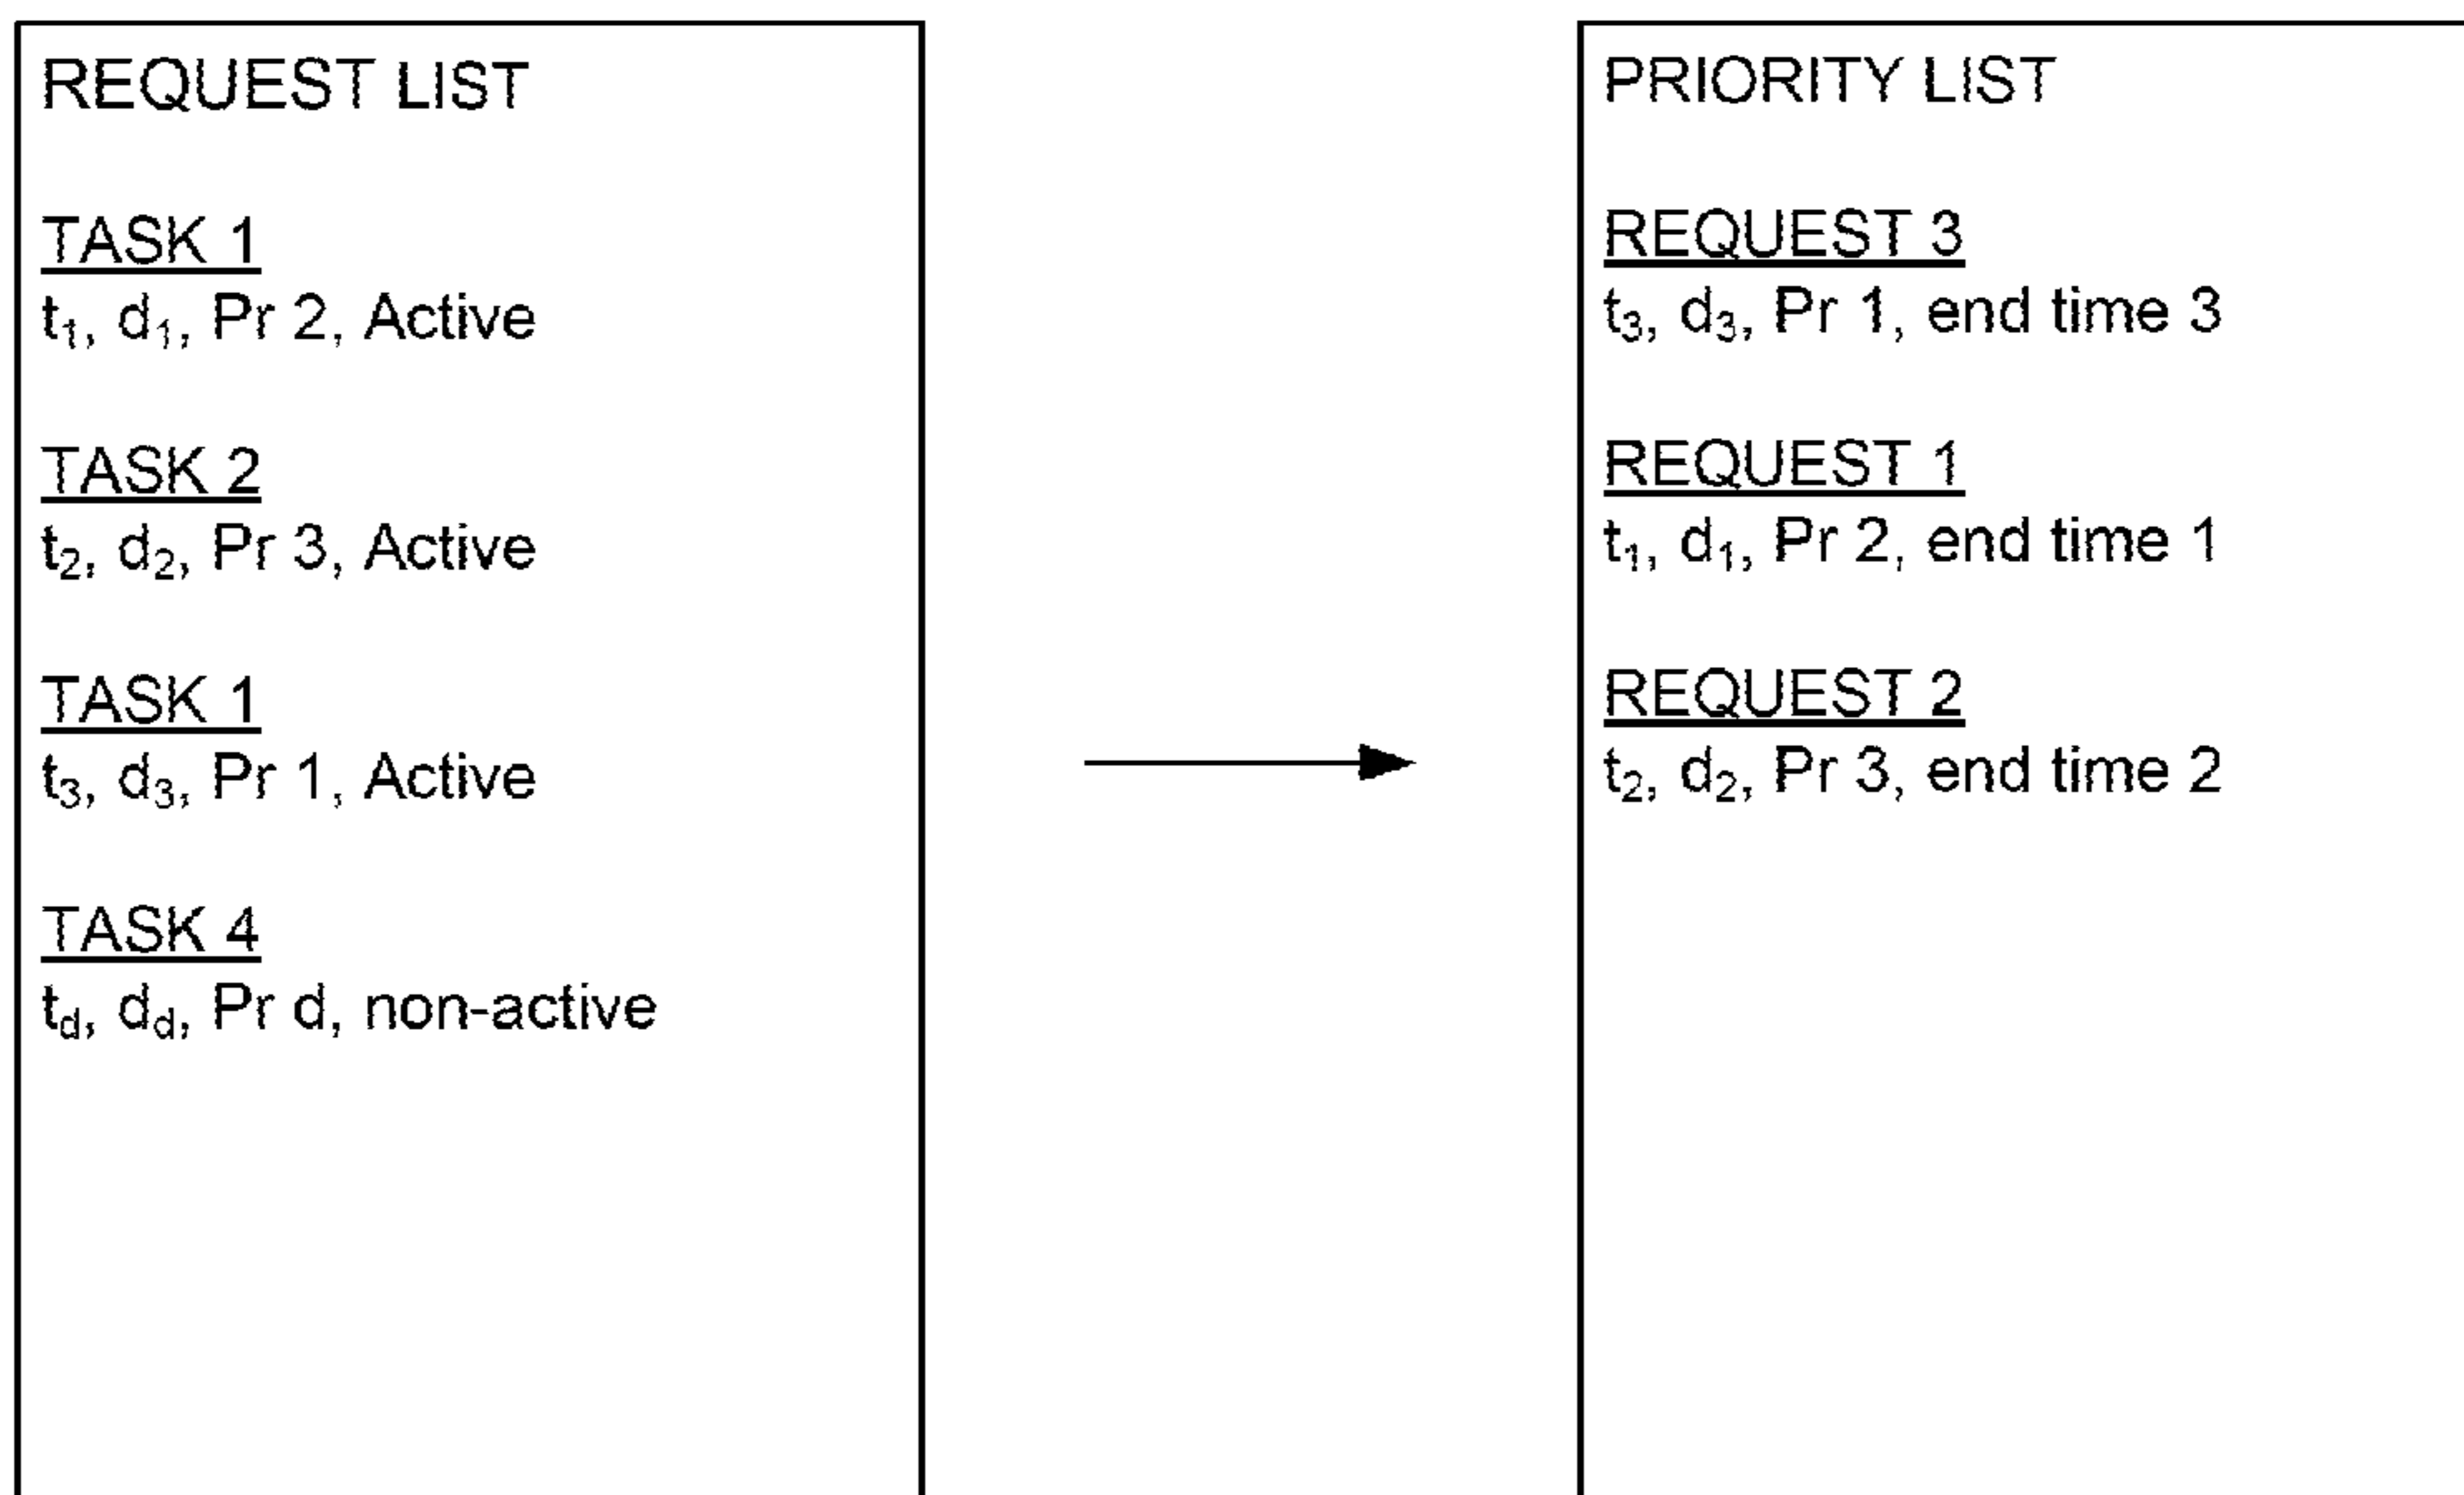 REQUEST LIST
TASK 1
t₁, d₁, Pr 2, Active
TASK 2
t₂, d₂, Pr 3, Active
TASK 1
t₃, d₃, Pr 1, Active
TASK 4
t_d, d_d, Pr d, non-active
PRIORITY LIST
REQUEST 3
t₃, d₃, Pr 1, end time 3
REQUEST 1
t₁, d₁, Pr 2, end time 1
REQUEST 2
t₂, d₂, Pr 3, end time 2